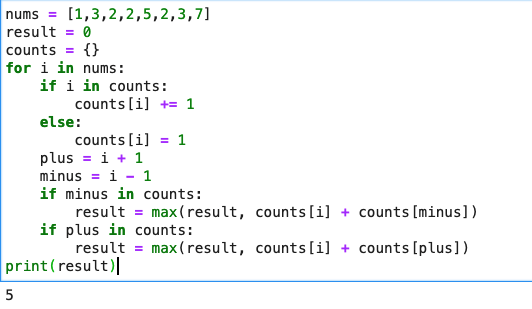 nums = [1,3,2,2,5,2,3,7]
result = 0
counts = {}
for i in nums:
    if i in counts:
        counts[i] += 1
    else:
        counts[i] = 1
    plus = i + 1
    minus = i - 1
    if minus in counts:
        result = max(result, counts[i] + counts[minus])
    if plus in counts:
        result = max(result, counts[i] + counts[plus])
print(result)
5